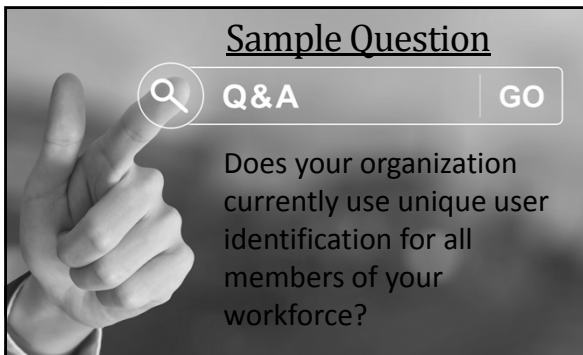 Sample Question
Q&A GO
Does your organization
currently use unique user
identification for all
members of your
workforce?